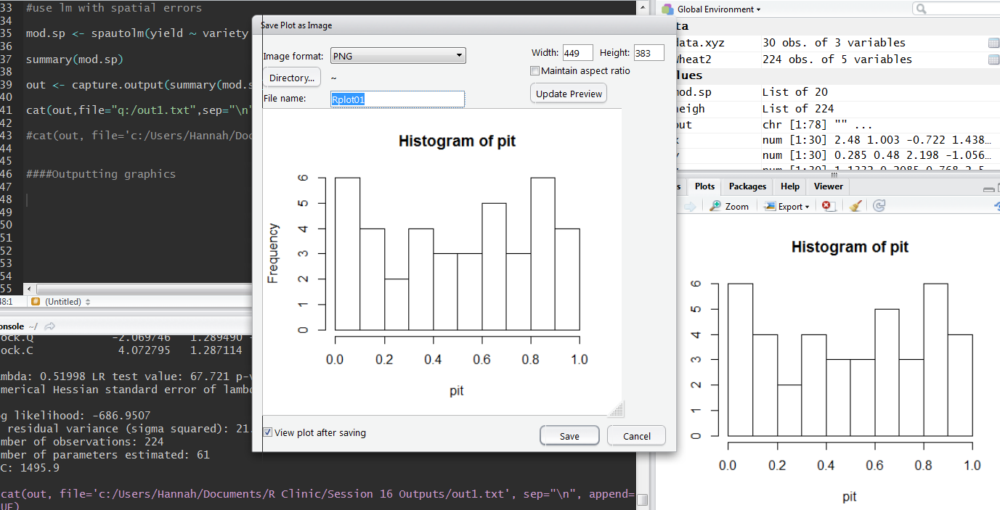 33 #use lm with spatial errors
34
35 mod.sp <- spautolm(yield ~ variety
36
37 summary(mod.sp)
38
39 out <- capture.output(summary(mod.s
40
41 cat(out,file="q:/out1.txt",sep="\n"
42
43 #cat(out, file='c:/Users/Hannah/Doc
44
45
46 ####Outputting graphics
47
48
49
50
51
52
53
54
55
48:1 (Untitled)
onsole ~/
ock.Q -2.069746 1.289490 -
ock.C 4.072795 1.287114
mbda: 0.51998 LR test value: 67.721 p-v
merical Hessian standard error of lambd
g likelihood: -686.9507
residual variance (sigma squared): 21.
mber of observations: 224
mber of parameters estimated: 61
C: 1495.9
cat(out, file='c:/Users/Hannah/Documents/R Clinic/Session 16 Outputs/out1.txt', sep="\n", append=
UE)
Save Plot as Image
Image format: PNG
Directory... ~
File name: Rplot01
Width: 449 Height: 383
Maintain aspect ratio
Update Preview
Histogram of pit
Frequency
6
5
4
3
2
1
0
0.0 0.2 0.4 0.6 0.8 1.0
pit
View plot after saving
Save Cancel
Global Environment
ta
data.xyz 30 obs. of 3 variables
heat2 224 obs. of 5 variables
lues
mod.sp List of 20
neigh List of 224
out chr [1:78] "" ...
x num [1:30] 2.48 1.003 -0.722 1.438...
y num [1:30] 0.285 0.48 2.198 -1.056...
s Plots Packages Help Viewer
Zoom Export
Histogram of pit
6
5
4
3
2
1
0
0.0 0.2 0.4 0.6 0.8 1.0
pit